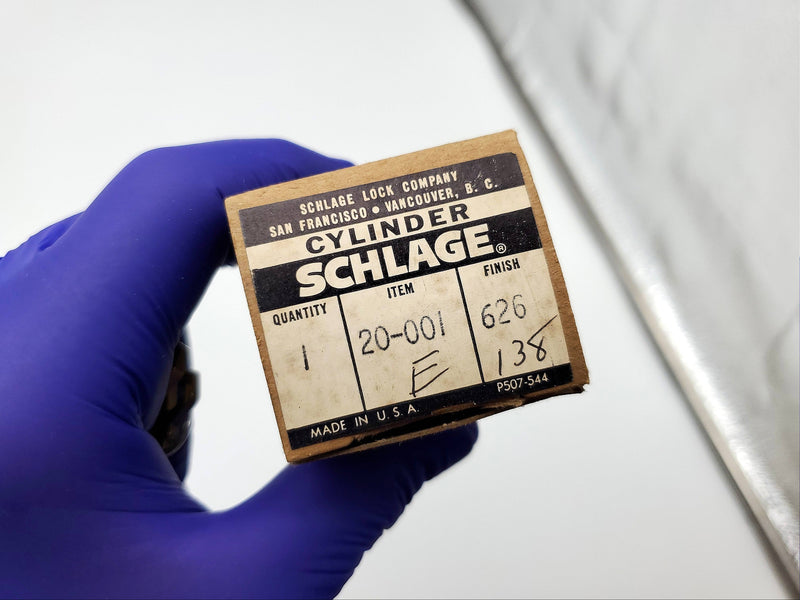 SCHLAGE LOCK COMPANY
SAN FRANCISCO • VANCOUVER, B. C.
CYLINDER
SCHLAGE®
QUANTITY ITEM FINISH
1 20-001 626
E 138
MADE IN U. S. A. P507-544